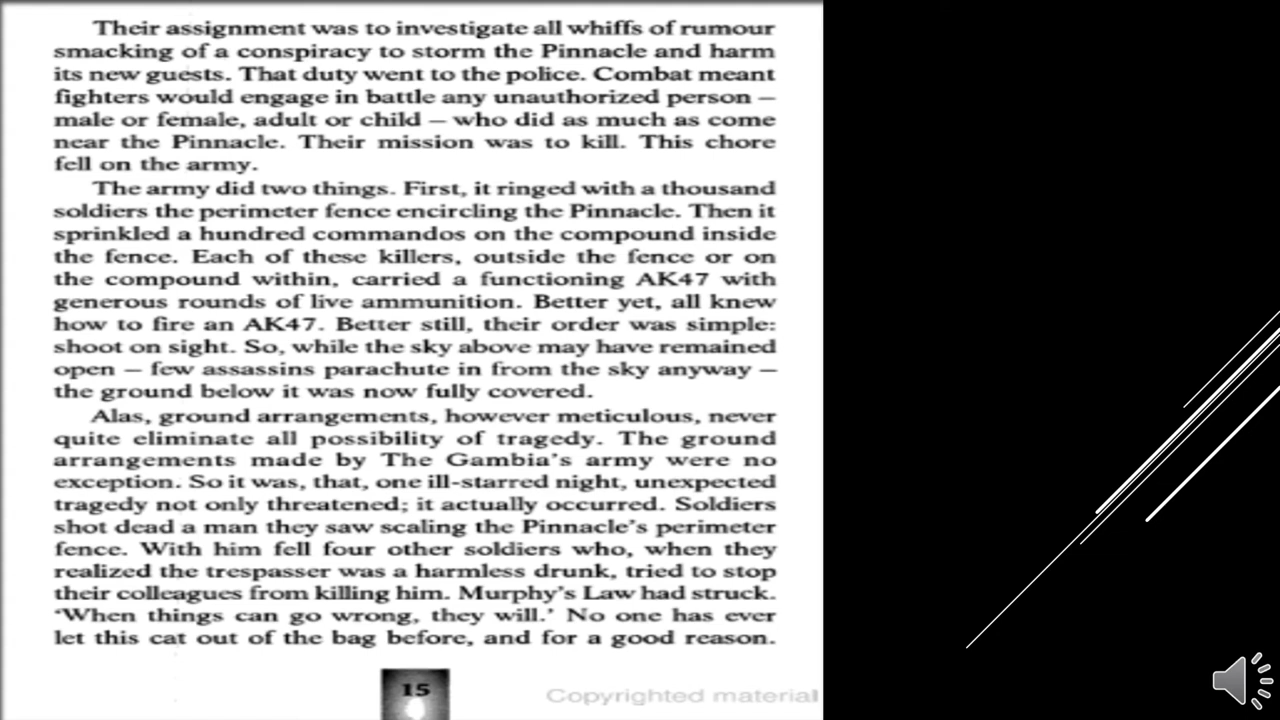 Their assignment was to investigate all whiffs of rumour
smacking of a conspiracy to storm the Pinnacle and harm
its new guests. That duty went to the police. Combat meant
fighters would engage in battle any unauthorized person –
male or female, adult or child – who did as much as come
near the Pinnacle. Their mission was to kill. This chore
fell on the army.
The army did two things. First, it ringed with a thousand
soldiers the perimeter fence encircling the Pinnacle. Then it
sprinkled a hundred commandos on the compound inside
the fence. Each of these killers, outside the fence or on
the compound within, carried a functioning AK47 with
generous rounds of live ammunition. Better yet, all knew
how to fire an AK47. Better still, their order was simple:
shoot on sight. So, while the sky above may have remained
open – few assassins parachute in from the sky anyway –
the ground below it was now fully covered.
Alas, ground arrangements, however meticulous, never
quite eliminate all possibility of tragedy. The ground
arrangements made by The Gambia's army were no
exception. So it was, that, one ill-starred night, unexpected
tragedy not only threatened; it actually occurred. Soldiers
shot dead a man they saw scaling the Pinnacle's perimeter
fence. With him fell four other soldiers who, when they
realized the trespasser was a harmless drunk, tried to stop
their colleagues from killing him. Murphy's Law had struck.
'When things can go wrong, they will.' No one has ever
let this cat out of the bag before, and for a good reason.
15
Copyrighted material